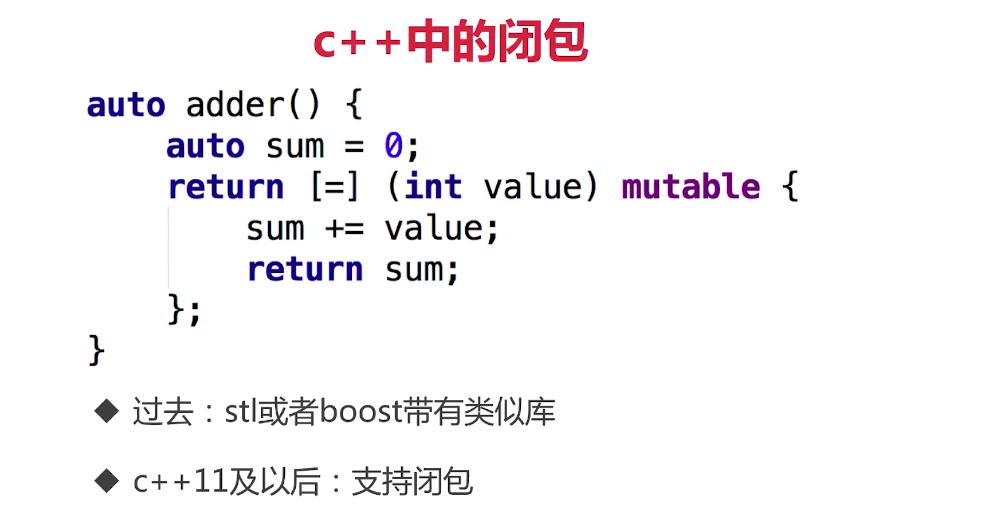 c++中的闭包
auto adder() {
    auto sum = 0;
    return [=] (int value) mutable {
        sum += value;
        return sum;
    };
}
◆ 过去：stl或者boost带有类似库
◆ c++11及以后：支持闭包